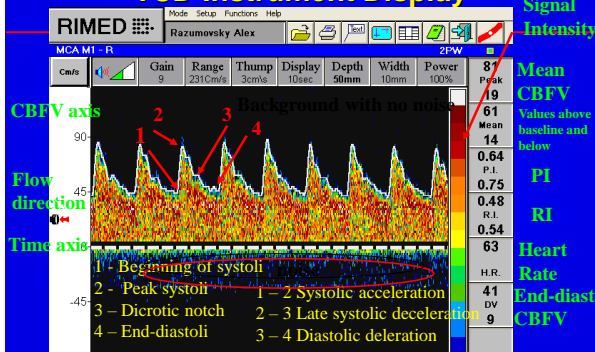 TCD Instrument Display
Signal
Intensity
RIMED
Mode Setup Functions Help
Razumovsky Alex
Text
MCA M1 - R
2PW
Cm/s
Gain
9
Range
231Cm/s
Thump
3cm\s
Display
10sec
Depth
50mm
Width
10mm
Power
100%
81
Peak
19
61
Mean
14
0.64
P.I.
0.75
0.48
R.I.
0.54
63
H.R.
41
DV
9
Mean
CBFV
Values above
baseline and
below
PI
RI
Heart
Rate
End-diast
CBFV
CBFV axis
Flow
direction
Time axis
90
45
-45
Background with no noise
1
2
3
4
1 - Beginning of systoli
2 - Peak systoli
3 – Dicrotic notch
4 – End-diastoli
1 – 2 Systolic acceleration
2 – 3 Late systolic deceleration
3 – 4 Diastolic deleration